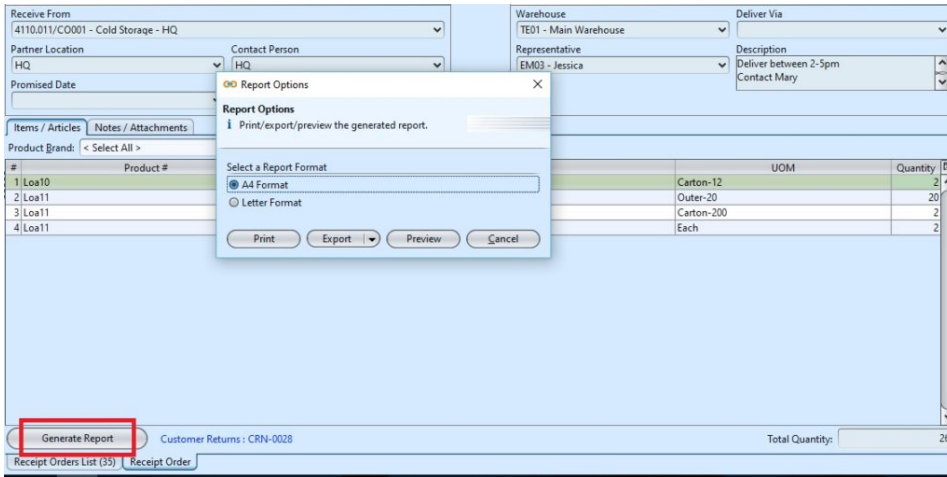 Receive From
4110.011/CO001 - Cold Storage - HQ
Partner Location
Contact Person
HQ
HQ
Promised Date
Warehouse
Deliver Via
TE01 - Main Warehouse
Representative
Description
EM03 - Jessica
Deliver between 2-5pm
Contact Mary
Report Options
Report Options
Print/export/preview the generated report.
Select a Report Format
A4 Format
Letter Format
Print Export Preview Cancel
Items / Articles Notes / Attachments
Product Brand: < Select All >
# Product # UOM Quantity
1 Loa10 Carton-12 2
2 Loa11 Outer-20 20
3 Loa11 Carton-200 2
4 Loa11 Each 2
Generate Report Customer Returns : CRN-0028 Total Quantity: 26
Receipt Orders List (35) Receipt Order